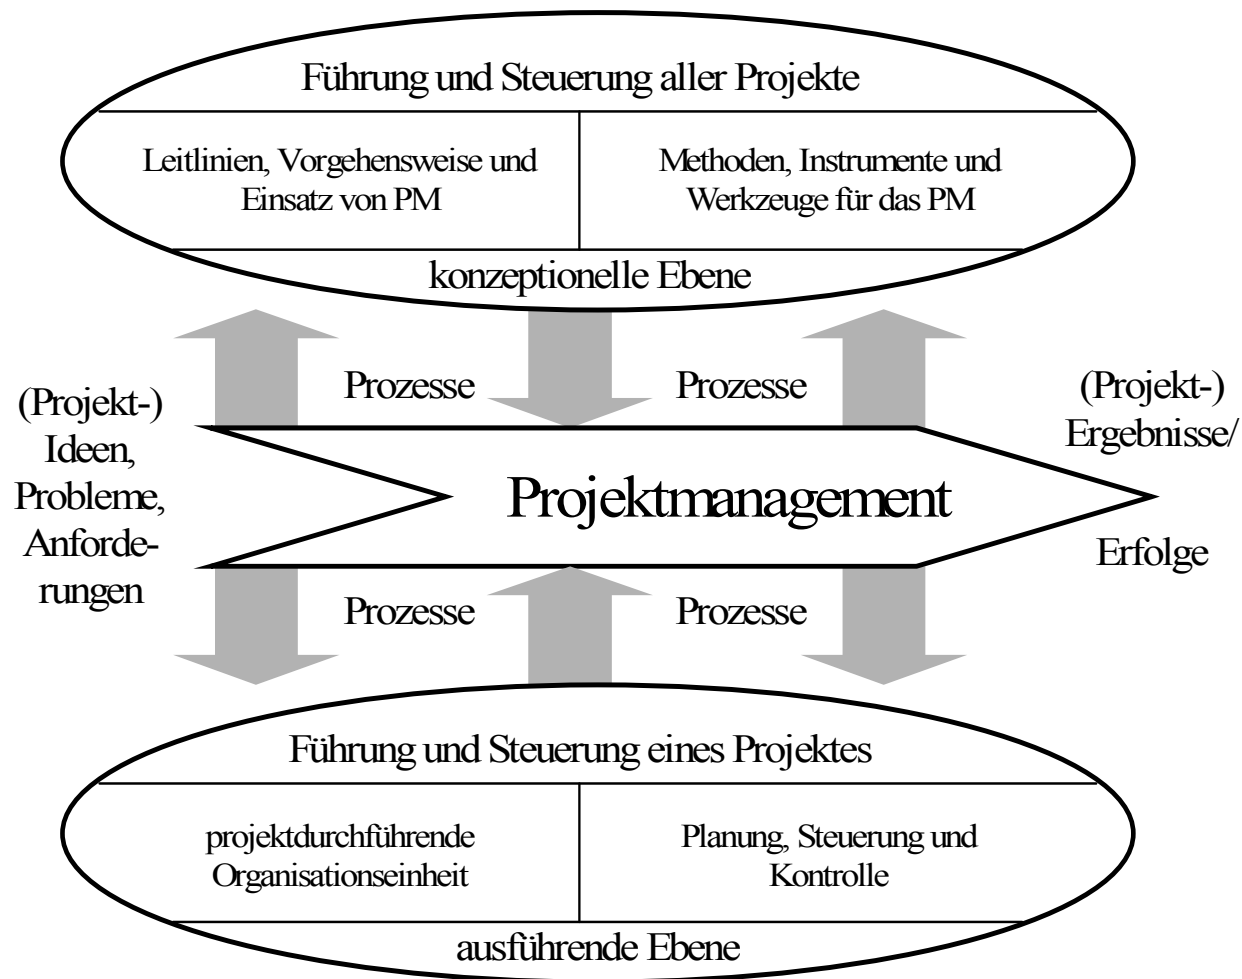 Führung und Steuerung aller Projekte
Leitlinien, Vorgehensweise und
Einsatz von PM
Methoden, Instrumente und
Werkzeuge für das PM
konzeptionelle Ebene
Prozesse
Prozesse
(Projekt-)
Ideen,
Probleme,
Anforde-
rungen
Projektmanagement
(Projekt-)
Ergebnisse/
Erfolge
Prozesse
Prozesse
Führung und Steuerung eines Projektes
projektdurchführende
Organisationseinheit
Planung, Steuerung und
Kontrolle
ausführende Ebene